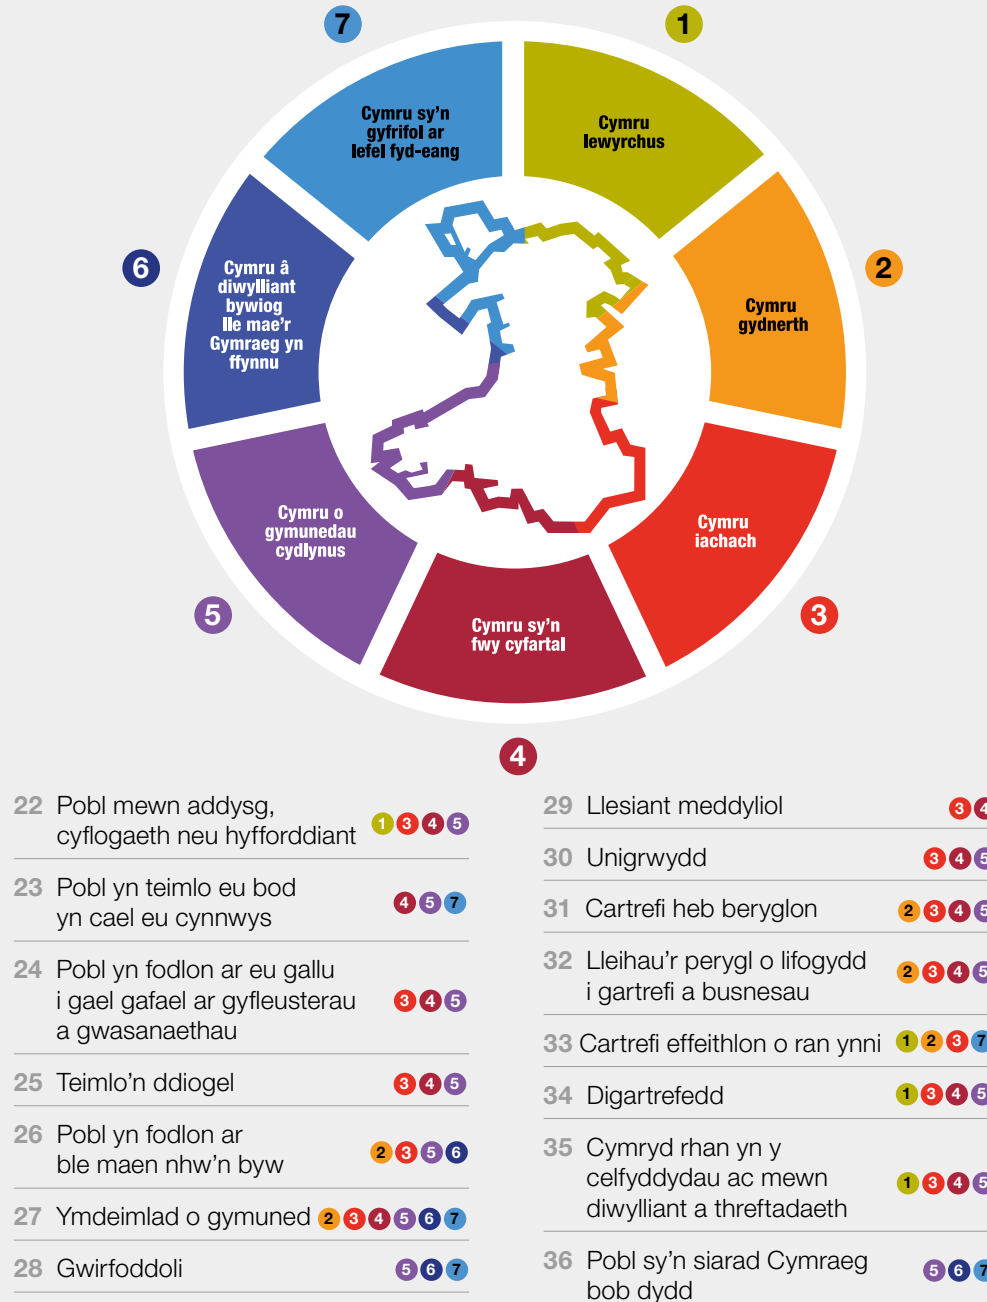 7
1
Cymru sy'n
gyfrifol ar
lefel fyd-eang
Cymru
lewyrchus
6
Cymru â
diwylliant
bywiog
lle mae'r
Gymraeg yn
ffynnu
2
Cymru
gydnerth
Cymru o
gymunedau
cydlynus
Cymru
iachach
5
3
Cymru sy'n
fwy cyfartal
4
22 Pobl mewn addysg,
cyflogaeth neu hyfforddiant 1 3 4 5
23 Pobl yn teimlo eu bod
yn cael eu cynnwys 4 5 7
24 Pobl yn fodlon ar eu gallu
i gael gafael ar gyfleusterau 3 4 5
a gwasanaethau
25 Teimlo'n ddiogel 3 4 5
26 Pobl yn fodlon ar
ble maen nhw'n byw 2 3 5 6
27 Ymdeimlad o gymuned 2 3 4 5 6 7
28 Gwirfoddoli 5 6 7
29 Llesiant meddyliol 3 4
30 Unigrwydd 3 4 5
31 Cartrefi heb beryglon 2 3 4 5
32 Lleihau'r perygl o lifogydd
i gartrefi a busnesau 2 3 4 5
33 Cartrefi effeithlon o ran ynni 1 2 3 7
34 Digartrefedd 1 3 4 5
35 Cymryd rhan yn y
celfyddydau ac mewn 1 3 4 5
diwylliant a threftadaeth
36 Pobl sy'n siarad Cymraeg
bob dydd 5 6 7